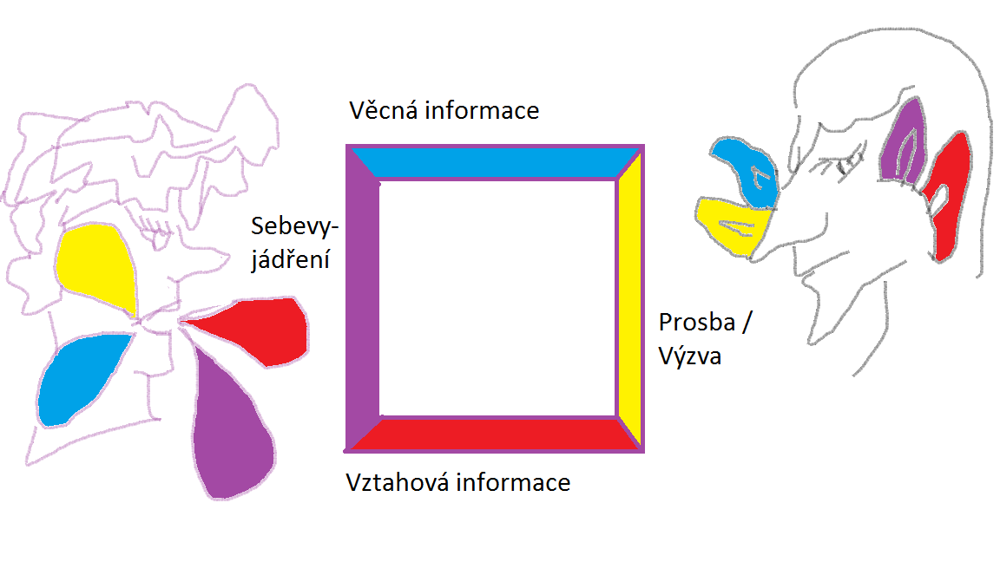 Věcná informace
Sebevy-
jádření
Prosba /
Výzva
Vztahová informace